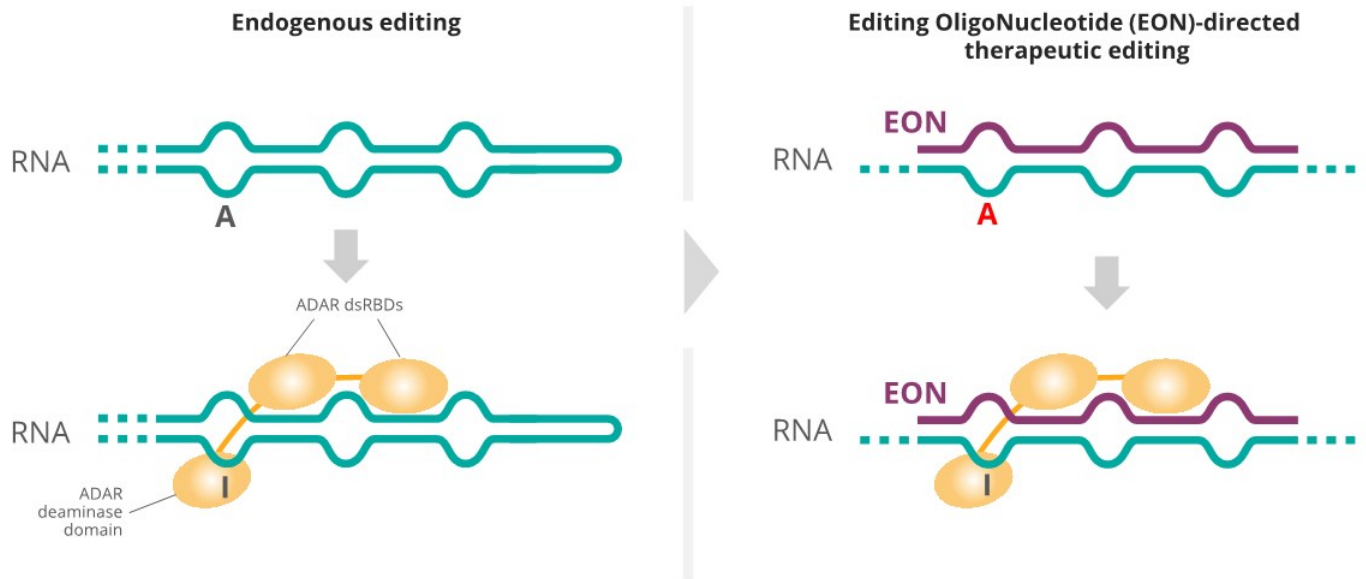 Endogenous editing
RNA
A
ADAR dsRBDs
RNA
I
ADAR
deaminase
domain
Editing OligoNucleotide (EON)-directed
therapeutic editing
EON
RNA
A
EON
RNA
I